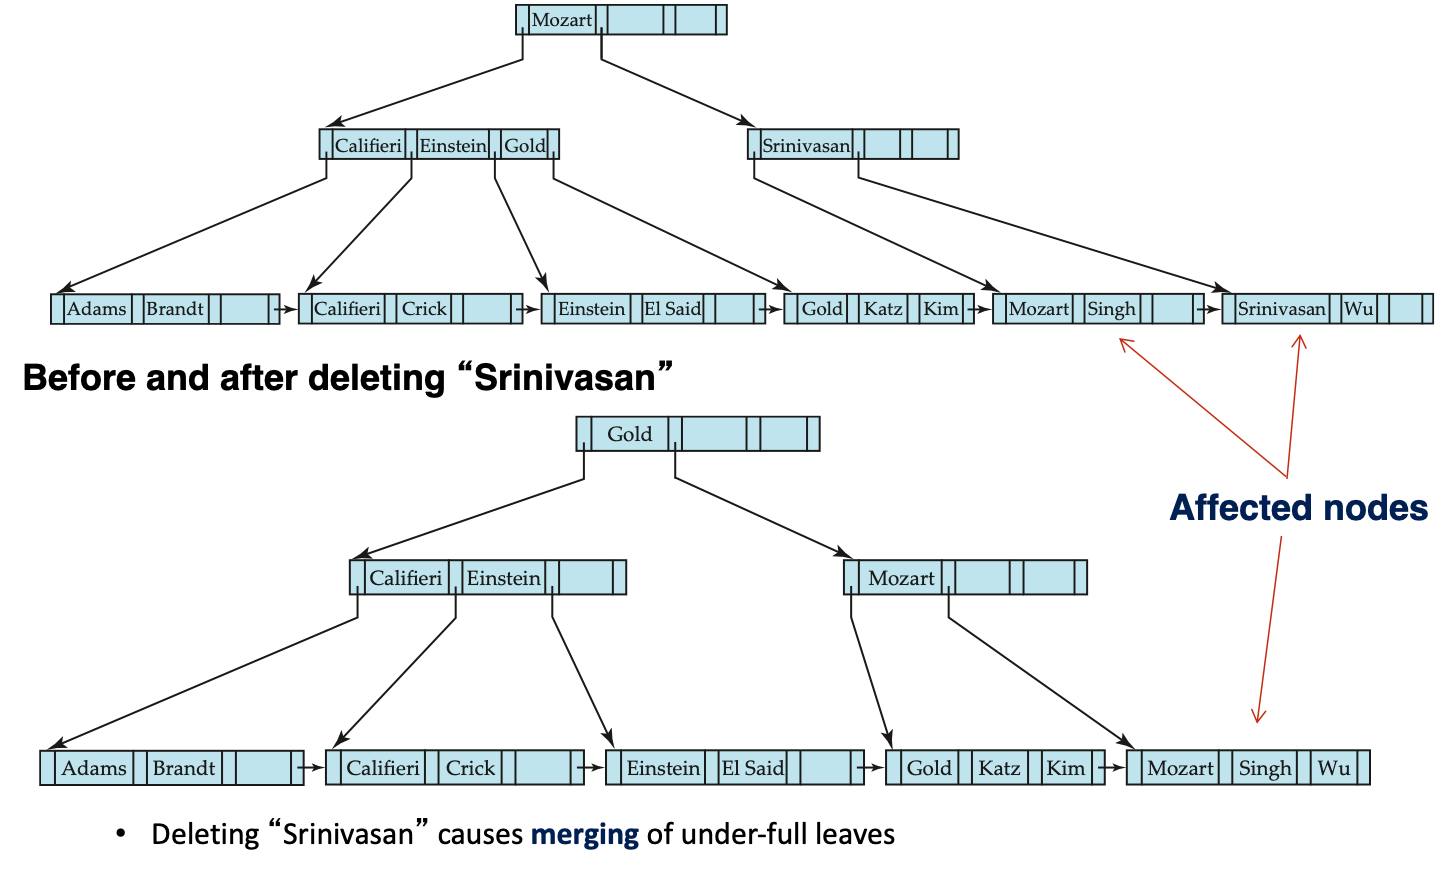 Mozart
Califieri Einstein Gold
Srinivasan
Adams Brandt
Califieri Crick
Einstein El Said
Gold Katz Kim
Mozart Singh
Srinivasan Wu
Before and after deleting “Srinivasan”
Gold
Affected nodes
Califieri Einstein
Mozart
Adams Brandt
Califieri Crick
Einstein El Said
Gold Katz Kim
Mozart Singh Wu
• Deleting “Srinivasan” causes merging of under-full leaves